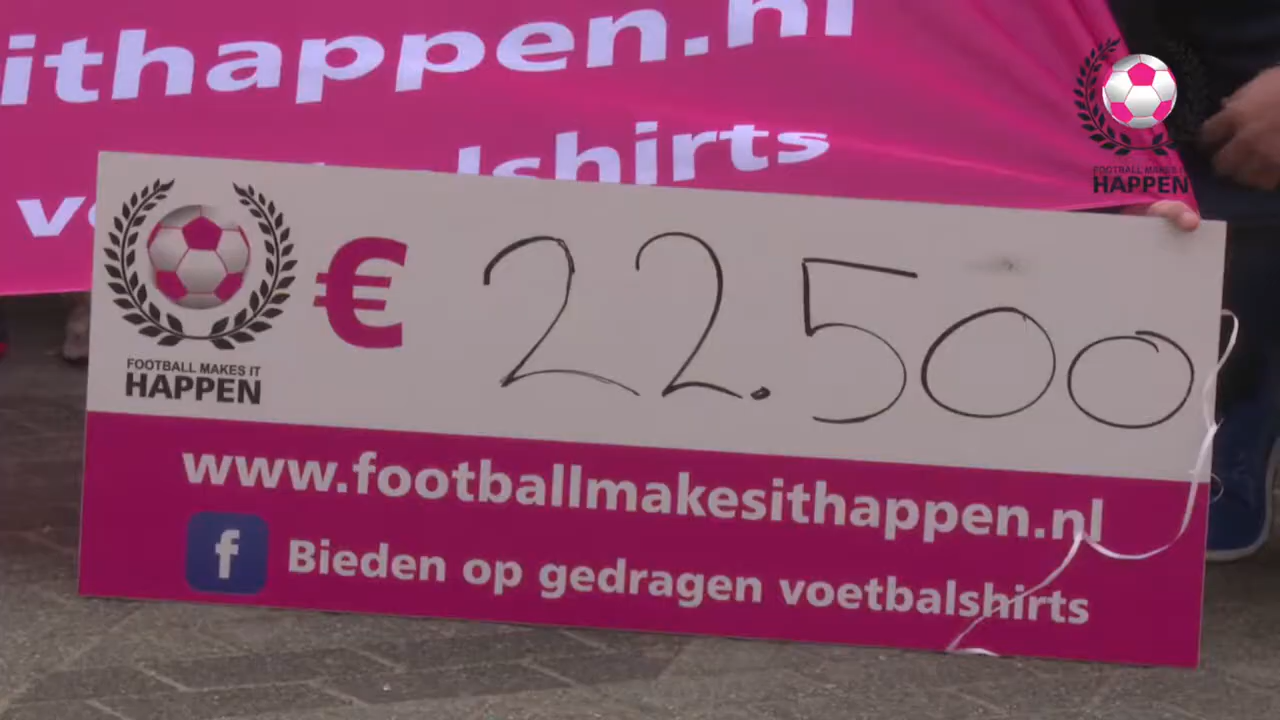 ithappen.nl
shirts
FOOTBALL MAKES IT
HAPPEN
FOOTBALL MAKES IT
HAPPEN
€ 22.500
www.footballmakesithappen.nl
f Bieden op gedragen voetbalshirts